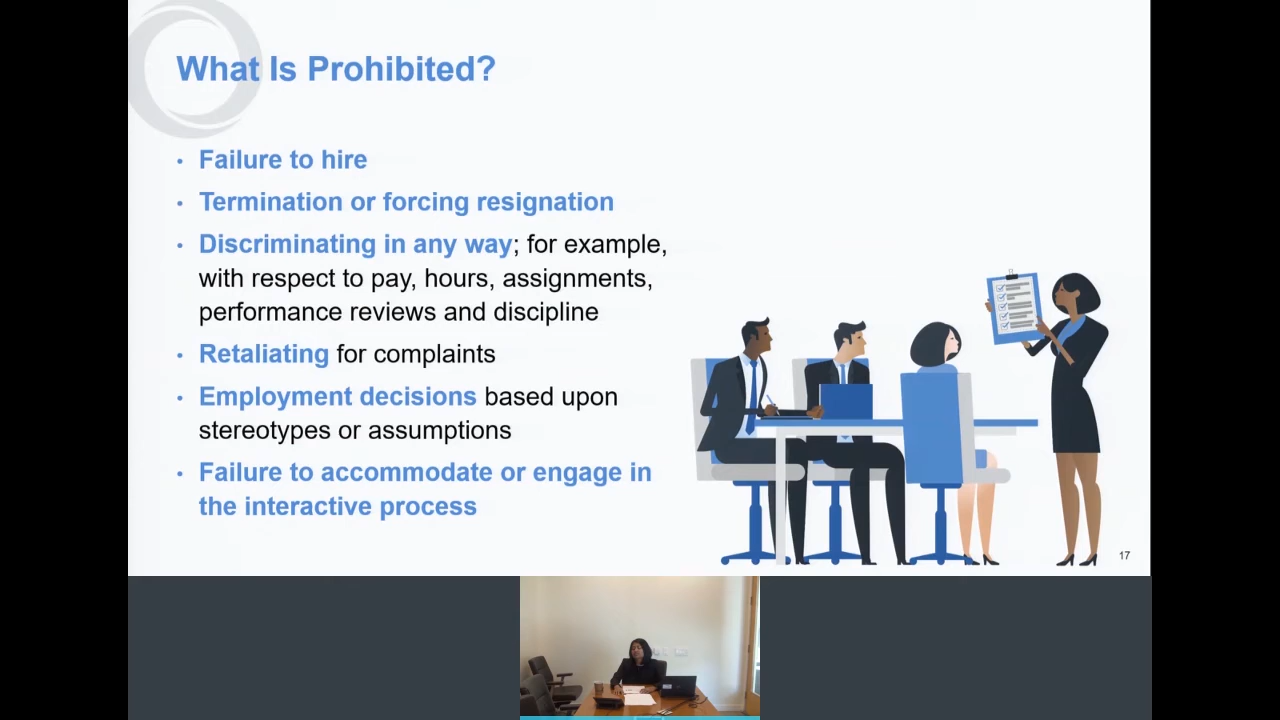 What Is Prohibited?
• Failure to hire
• Termination or forcing resignation
• Discriminating in any way; for example,
with respect to pay, hours, assignments,
performance reviews and discipline
• Retaliating for complaints
• Employment decisions based upon
stereotypes or assumptions
• Failure to accommodate or engage in
the interactive process
17